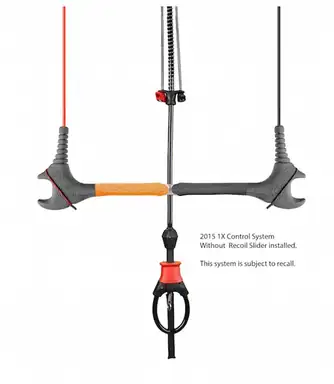 2015 1X Control System
Without Recoil Slider installed.
This system is subject to recall.